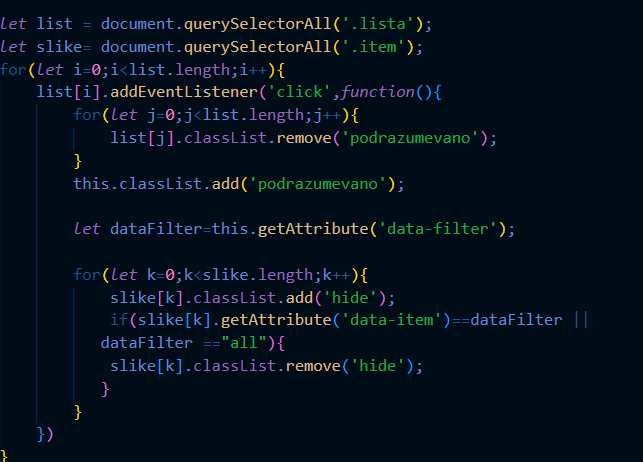 let list = document.querySelectorAll('.lista');
let slike= document.querySelectorAll('.item');
for(let i=0;i<list.length;i++){
    list[i].addEventListener('click',function(){
        for(let j=0;j<list.length;j++){
            list[j].classList.remove('podrazumevano');
        }
        this.classList.add('podrazumevano');

        let dataFilter=this.getAttribute('data-filter');

        for(let k=0;k<slike.length;k++){
            slike[k].classList.add('hide');
            if(slike[k].getAttribute('data-item')==dataFilter ||
           dataFilter =="all"){
            slike[k].classList.remove('hide');
           }
        }
    })
}